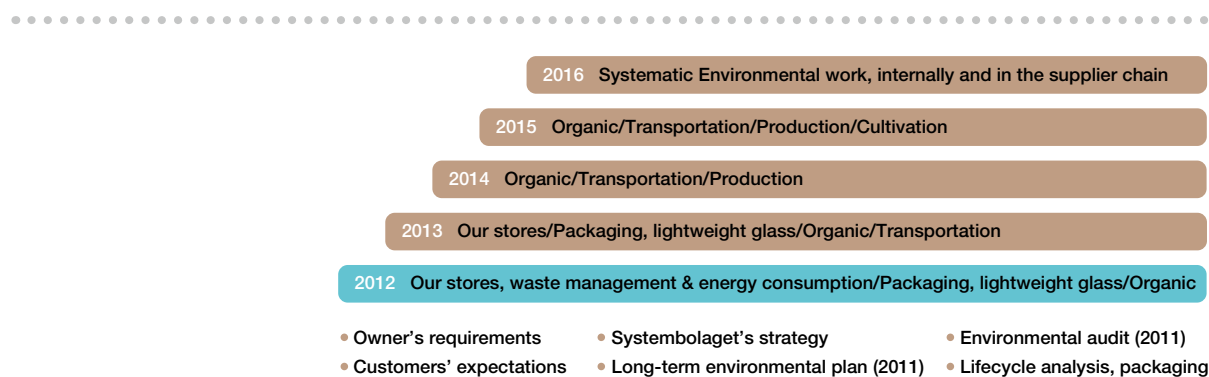 2016 Systematic Environmental work, internally and in the supplier chain
2015 Organic/Transportation/Production/Cultivation
2014 Organic/Transportation/Production
2013 Our stores/Packaging, lightweight glass/Organic/Transportation
2012 Our stores, waste management & energy consumption/Packaging, lightweight glass/Organic
• Owner’s requirements • Systembolaget’s strategy • Environmental audit (2011)
• Customers’ expectations • Long-term environmental plan (2011) • Lifecycle analysis, packaging